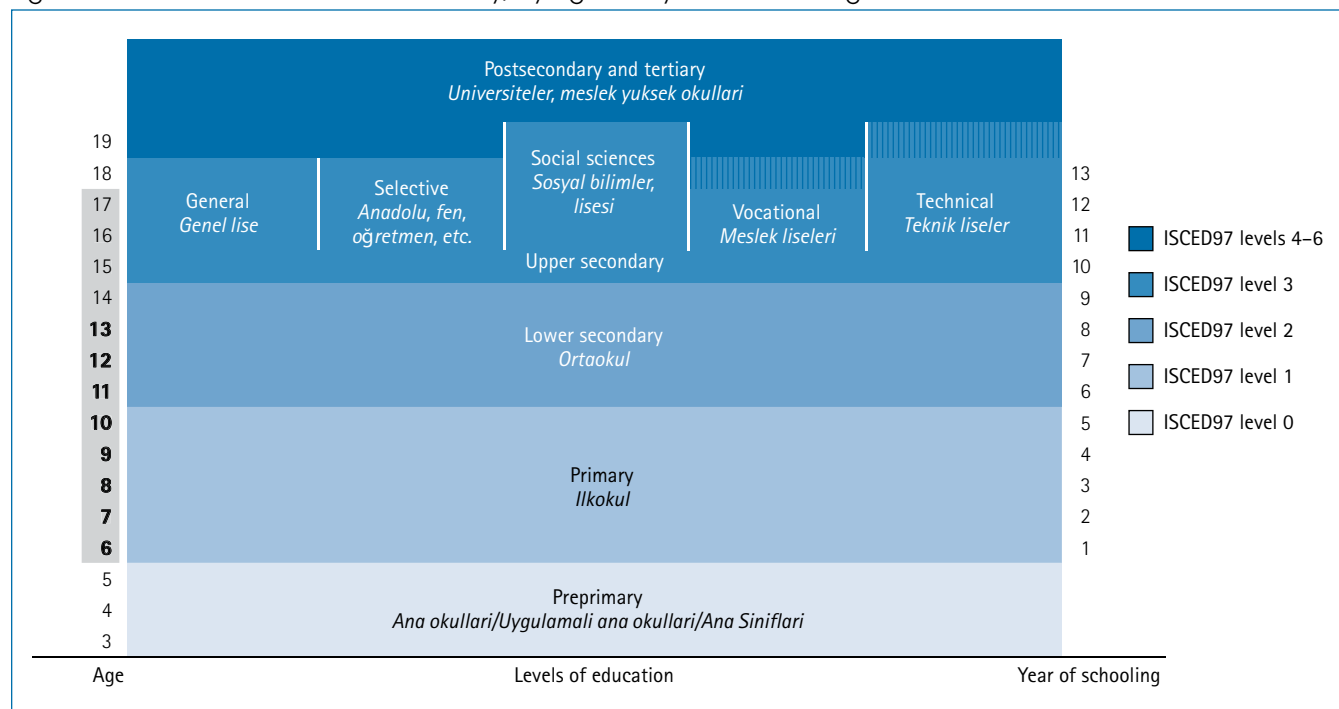 Postsecondary and tertiary
Universiteler, meslek yuksek okullari
19
18
17
16
15
14
13
12
11
10
9
8
7
6
5
4
3
General
Genel lise
Selective
Anadolu, fen,
oğretmen, etc.
Social sciences
Sosyal bilimler,
lisesi
Vocational
Meslek liseleri
Technical
Teknik liseler
Upper secondary
Lower secondary
Ortaokul
Primary
Ilkokul
Preprimary
Ana okullari/Uygulamali ana okullari/Ana Siniflari
13
12
11
10
9
8
7
6
5
4
3
2
1
ISCED97 levels 4–6
ISCED97 level 3
ISCED97 level 2
ISCED97 level 1
ISCED97 level 0
Age
Levels of education
Year of schooling